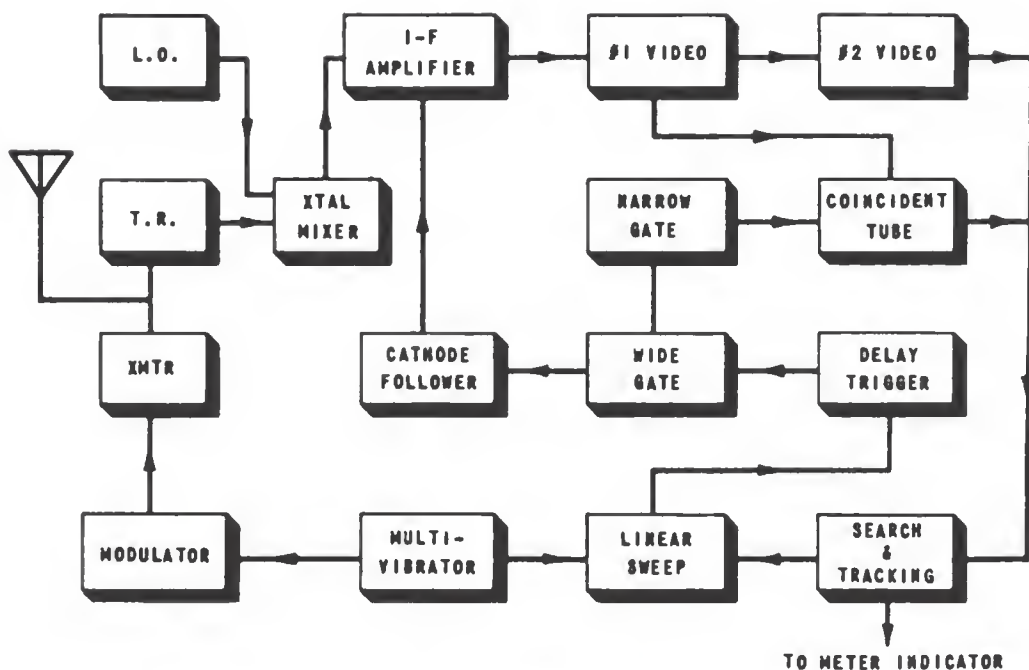 L.O.
I-F
AMPLIFIER
#1 VIDEO
#2 VIDEO
T.R.
XTAL
MIXER
NARROW
GATE
COINCIDENT
TUBE
XMTR
CATHODE
FOLLOWER
WIDE
GATE
DELAY
TRIGGER
MODULATOR
MULTI-
VIBRATOR
LINEAR
SWEEP
SEARCH
&
TRACKING
TO METER INDICATOR